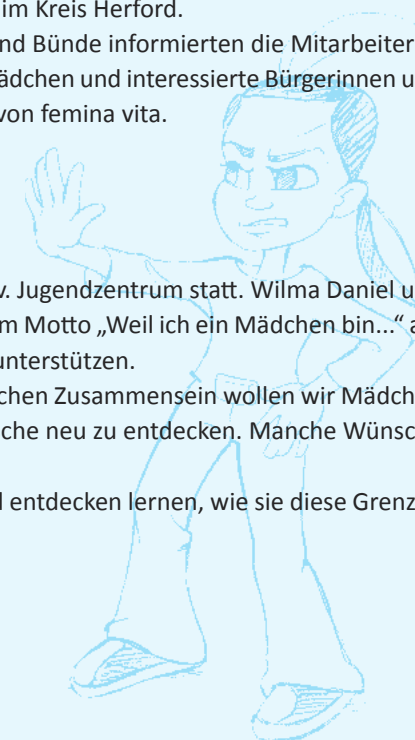 im Kreis Herford.
nd Bünde informierten die Mitarbeiter
ädchen und interessierte Bürgerinnen u
von femina vita.
v. Jugendzentrum statt. Wilma Daniel u
m Motto „Weil ich ein Mädchen bin...“ a
unterstützen.
chen Zusammensein wollen wir Mädch
che neu zu entdecken. Manche Wünsc
l entdecken lernen, wie sie diese Grenz